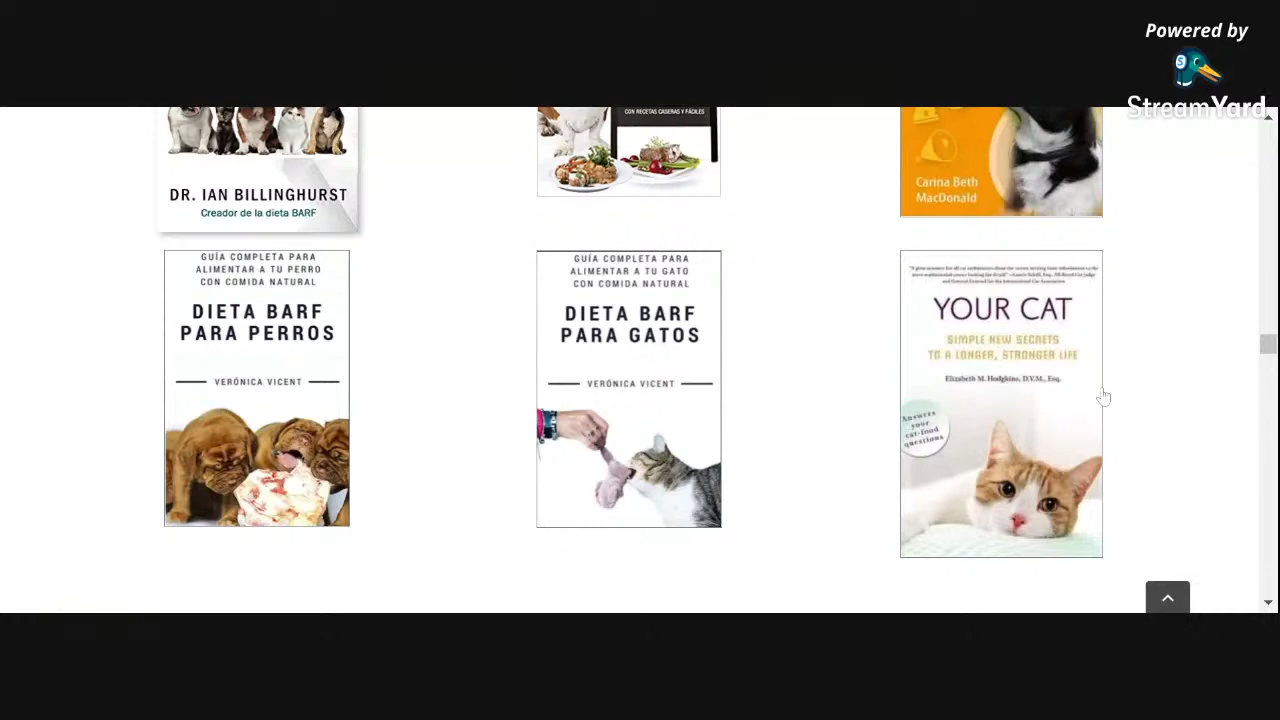 Powered by
StreamYard
CON RECETAS CASERAS Y FÁCILES
DR. IAN BILLINGHURST
Creador de la dieta BARF
Carina Beth
MacDonald
GUÍA COMPLETA PARA
ALIMENTAR A TU PERRO
CON COMIDA NATURAL
DIETA BARF
PARA PERROS
VERÓNICA VICENT
GUÍA COMPLETA PARA
ALIMENTAR A TU GATO
CON COMIDA NATURAL
DIETA BARF
PARA GATOS
VERÓNICA VICENT
YOUR CAT
SIMPLE NEW SECRETS
TO A LONGER, STRONGER LIFE
Elizabeth M. Hodgkins, D.V.M., Esq.
Answers
your
cat-food
questions